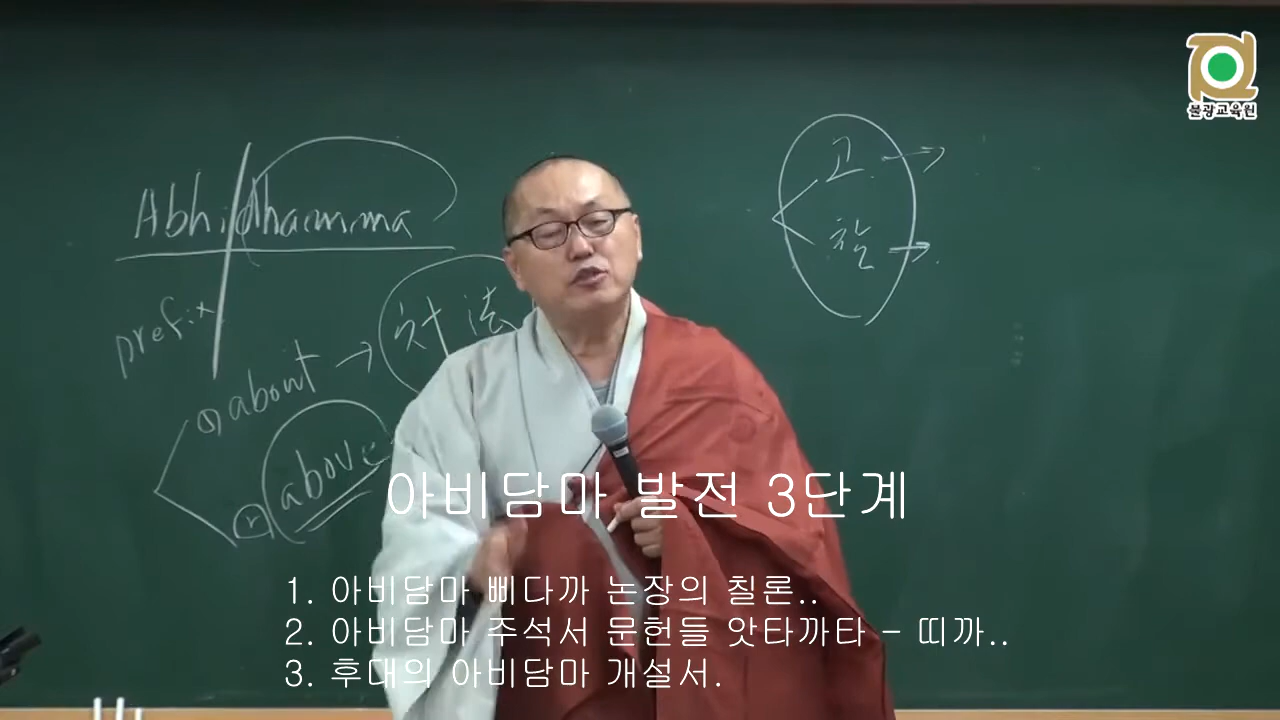 불광교육원
Abhidhamma
prefix
① about → 対 法
② above
고 →
찰 →
아비담마 발전 3단계
1. 아비담마 삐다까 논장의 칠론..
2. 아비담마 주석서 문헌들 앗타까타 - 띠까..
3. 후대의 아비담마 개설서.